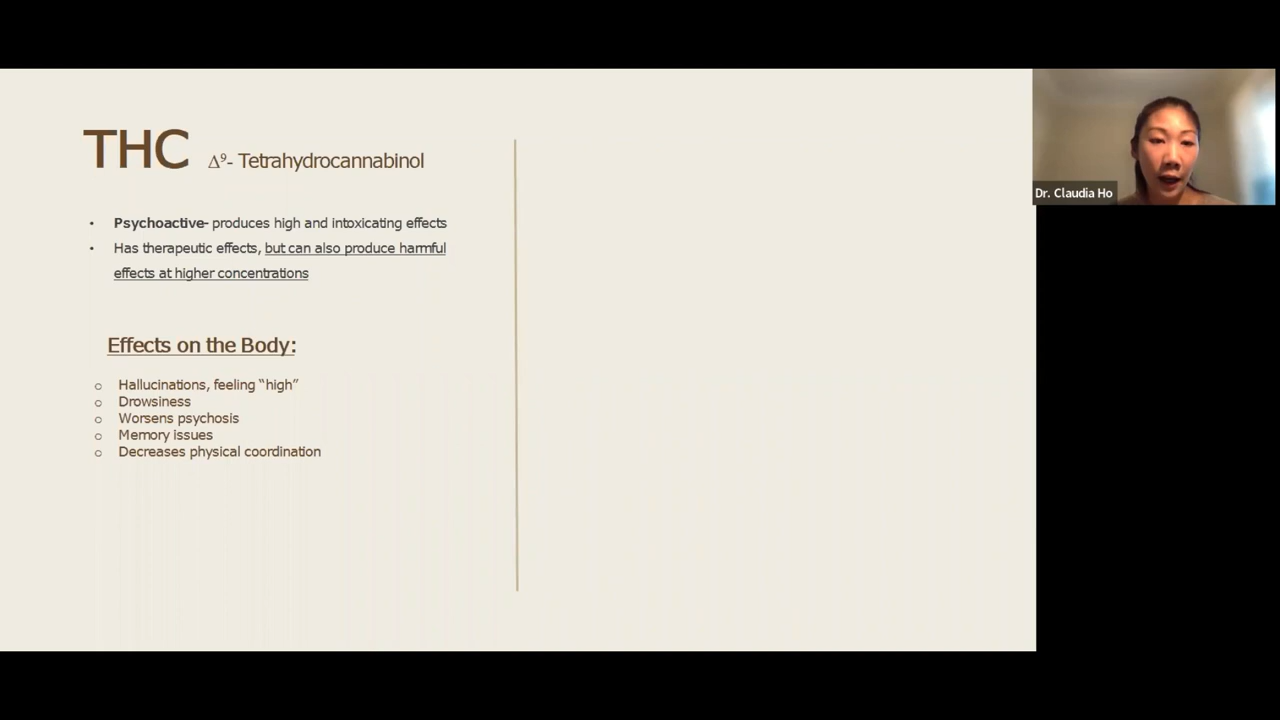 THC Δ⁹- Tetrahydrocannabinol
• Psychoactive- produces high and intoxicating effects
• Has therapeutic effects, but can also produce harmful
effects at higher concentrations
Effects on the Body:
o Hallucinations, feeling “high”
o Drowsiness
o Worsens psychosis
o Memory issues
o Decreases physical coordination
Dr. Claudia Ho